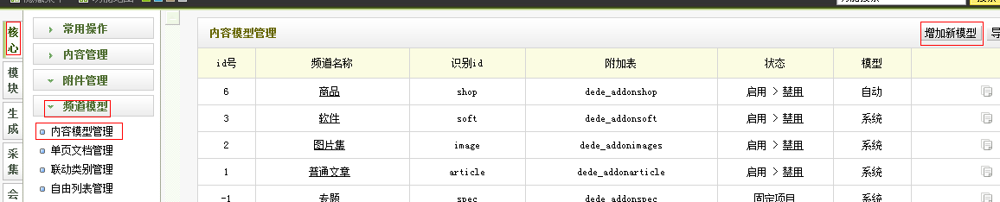 核心
模块
生成
采集
会
常用操作
内容管理
附件管理
频道模型
内容模型管理
单页文档管理
联动类别管理
自由列表管理
内容模型管理
增加新模型
id号 频道名称 识别id 附加表 状态 模型
6 商品 shop dede_addonshop 启用 > 禁用 自动
3 软件 soft dede_addonsoft 启用 > 禁用 系统
2 图片集 image dede_addonimages 启用 > 禁用 系统
1 普通文章 article dede_addonarticle 启用 > 禁用 系统
-1 专题 spec dede_addonspec 固定项目 系统